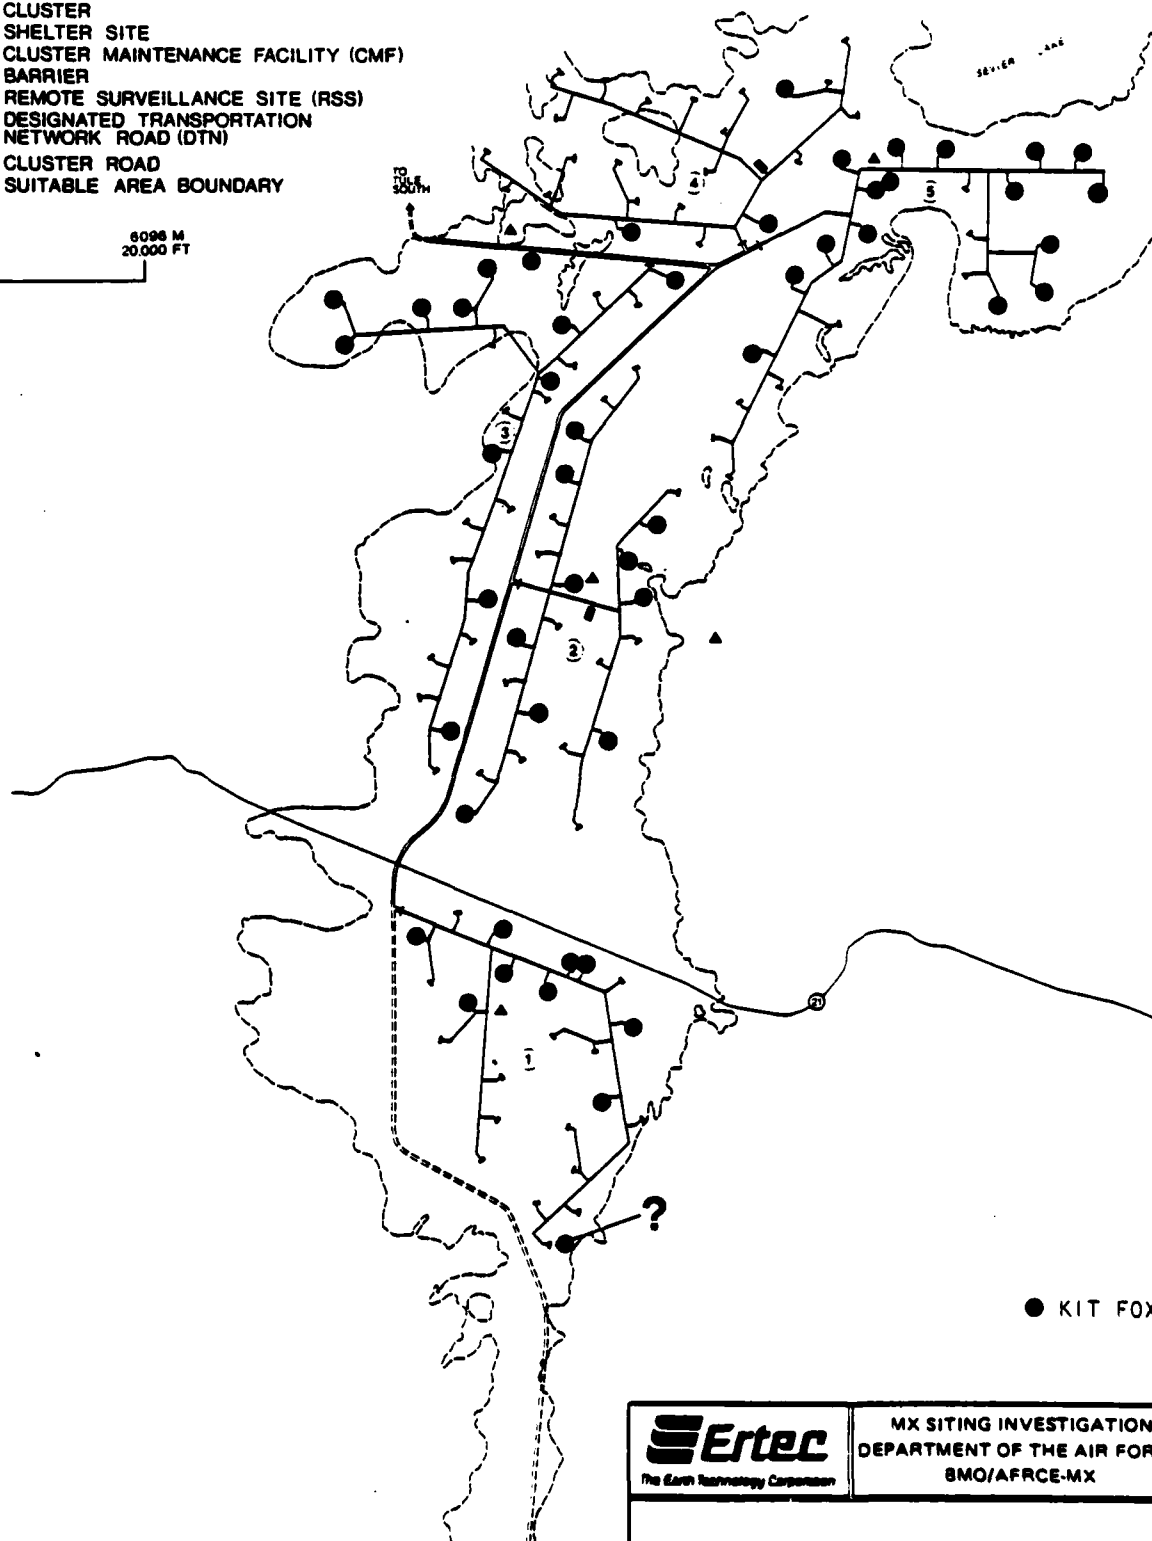 CLUSTER
SHELTER SITE
CLUSTER MAINTENANCE FACILITY (CMF)
BARRIER
REMOTE SURVEILLANCE SITE (RSS)
DESIGNATED TRANSPORTATION
NETWORK ROAD (DTN)
CLUSTER ROAD
SUITABLE AREA BOUNDARY
6096 M
20,000 FT
TO
TULE
SOUTH
SEVIER LAKE
4
5
3
2
21
1
?
KIT FOX
Ertec
The Earth Technology Corporation
MX SITING INVESTIGATION
DEPARTMENT OF THE AIR FOR
BMO/AFRCE-MX